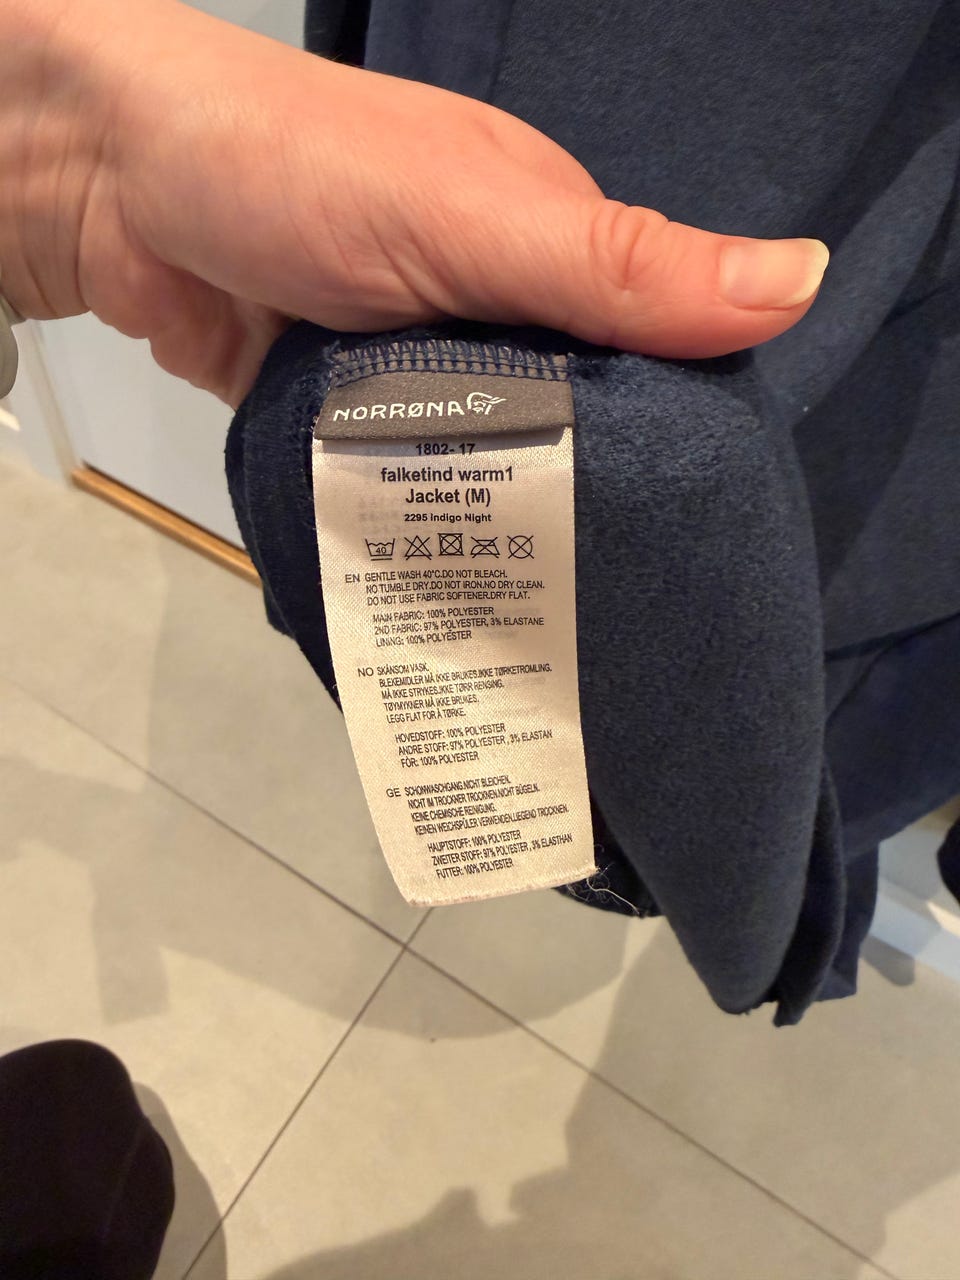 NORRØNA
1802- 17
falketind warm1
Jacket (M)
2295 Indigo Night
40
EN GENTLE WASH 40°C.DO NOT BLEACH.
NO TUMBLE DRY.DO NOT IRON.NO DRY CLEAN.
DO NOT USE FABRIC SOFTENER.DRY FLAT.
MAIN FABRIC: 100% POLYESTER
2ND FABRIC: 97% POLYESTER, 3% ELASTANE
LINING: 100% POLYESTER
NO SKÅNSOM VASK.
BLEKEMIDLER MÅ IKKE BRUKES.IKKE TØRKETROMLING.
MÅ IKKE STRYKES.IKKE TØRR RENSING.
TØYMYKNER MÅ IKKE BRUKES.
LEGG FLAT FOR Å TØRKE.
HOVEDSTOFF: 100% POLYESTER
ANDRE STOFF: 97% POLYESTER , 3% ELASTAN
FÔR: 100% POLYESTER
GE SCHONWASCHGANG.NICHT BLEICHEN.
NICHT IM TROCKNER TROCKNEN.NICHT BÜGELN.
KEINE CHEMISCHE REINIGUNG.
KEINEN WEICHSPÜLER VERWENDEN.LIEGEND TROCKNEN.
HAUPTSTOFF: 100% POLYESTER
ZWEITER STOFF: 97% POLYESTER , 3% ELASTHAN
FUTTER: 100% POLYESTER